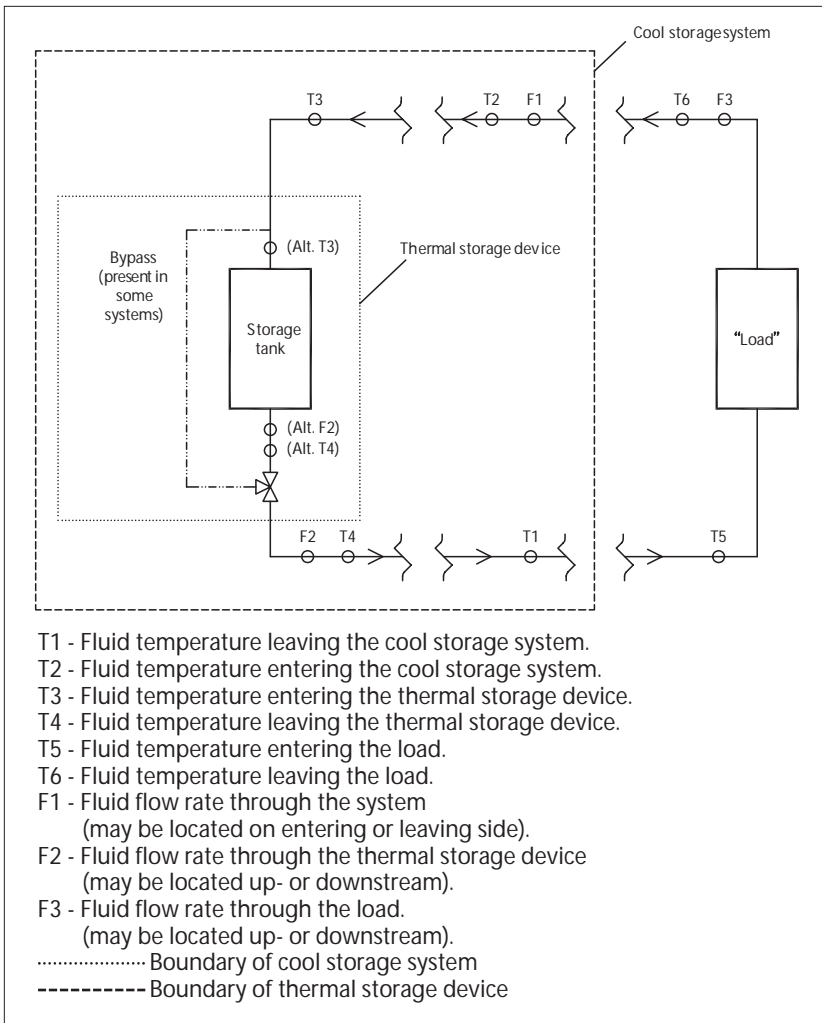 Cool storage system
T3
T2
F1
T6
F3
(Alt. T3)
Thermal storage device
Bypass
(present in
some
systems)
Storage
tank
"Load"
(Alt. F2)
(Alt. T4)
F2
T4
T1
T5
T1 - Fluid temperature leaving the cool storage system.
T2 - Fluid temperature entering the cool storage system.
T3 - Fluid temperature entering the thermal storage device.
T4 - Fluid temperature leaving the thermal storage device.
T5 - Fluid temperature entering the load.
T6 - Fluid temperature leaving the load.
F1 - Fluid flow rate through the system
(may be located on entering or leaving side).
F2 - Fluid flow rate through the thermal storage device
(may be located up- or downstream).
F3 - Fluid flow rate through the load.
(may be located up- or downstream).
Boundary of cool storage system
Boundary of thermal storage device